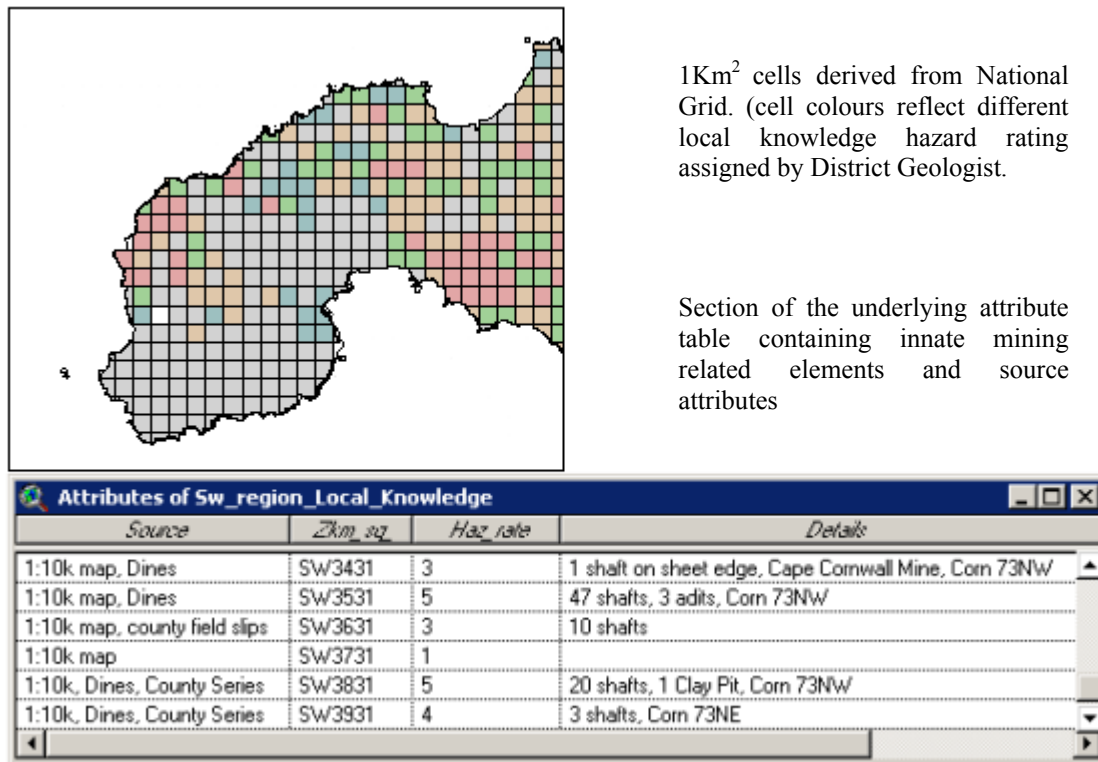 1Km² cells derived from National
Grid. (cell colours reflect different
local knowledge hazard rating
assigned by District Geologist.
Section of the underlying attribute
table containing innate mining
related elements and source
attributes
Attributes of Sw_region_Local_Knowledge
Source Zkm_sq_ Haz_rate Details
1:10k map, Dines SW3431 3 1 shaft on sheet edge, Cape Cornwall Mine, Corn 73NW
1:10k map, Dines SW3531 5 47 shafts, 3 adits, Corn 73NW
1:10k map, county field slips SW3631 3 10 shafts
1:10k map SW3731 1
1:10k, Dines, County Series SW3831 5 20 shafts, 1 Clay Pit, Corn 73NW
1:10k, Dines, County Series SW3931 4 3 shafts, Corn 73NE